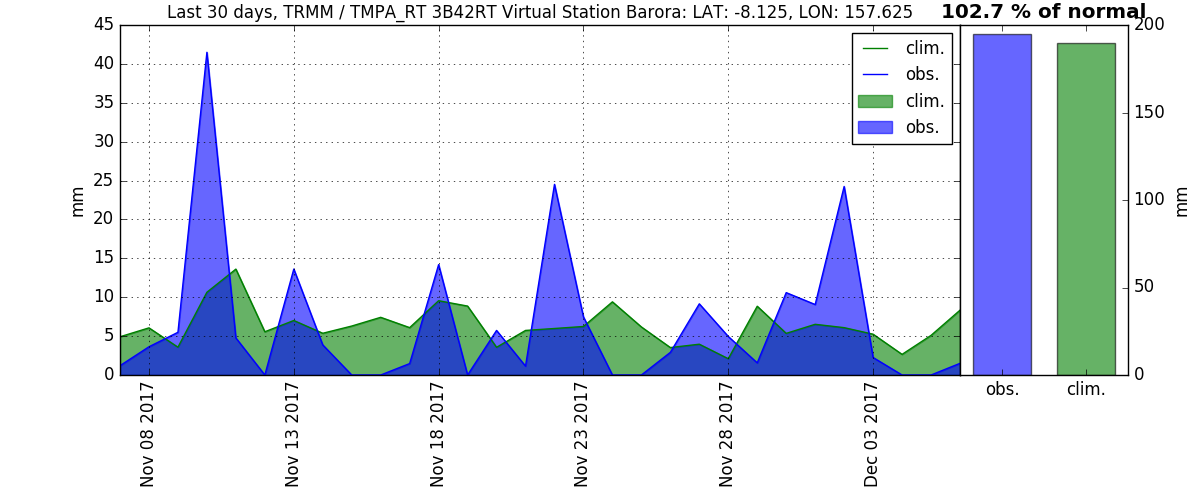 Last 30 days, TRMM / TMPA_RT 3B42RT Virtual Station Barora: LAT: -8.125, LON: 157.625
102.7 % of normal
45
40
35
30
25
20
15
10
5
0
mm
clim.
obs.
clim.
obs.
Nov 08 2017
Nov 13 2017
Nov 18 2017
Nov 23 2017
Nov 28 2017
Dec 03 2017
200
150
100
50
0
mm
obs.
clim.